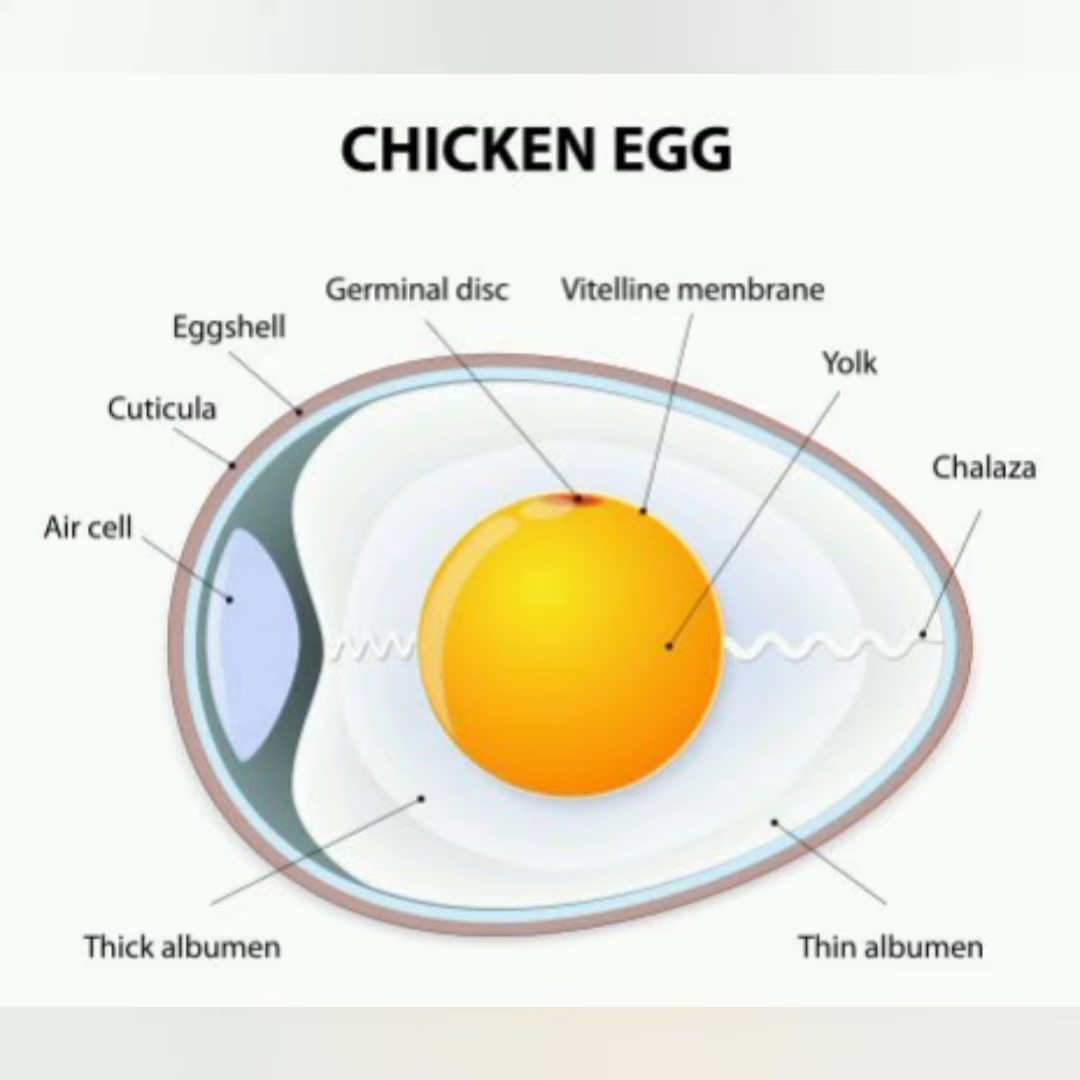 CHICKEN EGG
Germinal disc
Vitelline membrane
Eggshell
Yolk
Cuticula
Chalaza
Air cell
Thick albumen
Thin albumen